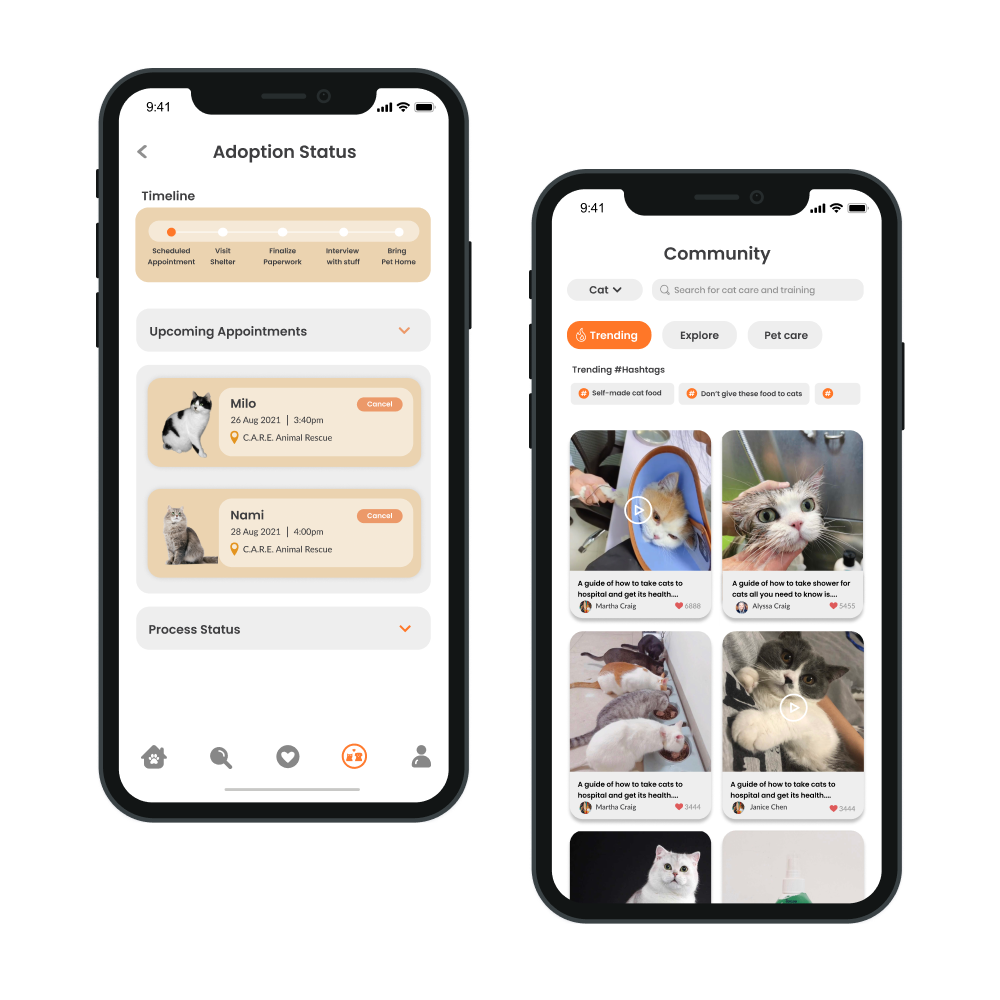 9:41
Adoption Status
Timeline
Scheduled Appointment
Visit Shelter
Finalize Paperwork
Interview with stuff
Bring Pet Home
Upcoming Appointments
Milo
Cancel
26 Aug 2021 | 3:40pm
C.A.R.E. Animal Rescue
Nami
Cancel
28 Aug 2021 | 4:00pm
C.A.R.E. Animal Rescue
Process Status
9:41
Community
Cat
Search for cat care and training
Trending
Explore
Pet care
Trending #Hashtags
# Self-made cat food
# Don't give these food to cats
#
A guide of how to take cats to
hospital and get its health....
Martha Craig
6888
A guide of how to take shower for
cats all you need to know is....
Alyssa Craig
5455
A guide of how to take cats to
hospital and get its health....
Martha Craig
3444
A guide of how to take cats to
hospital and get its health....
Janice Chen
3444